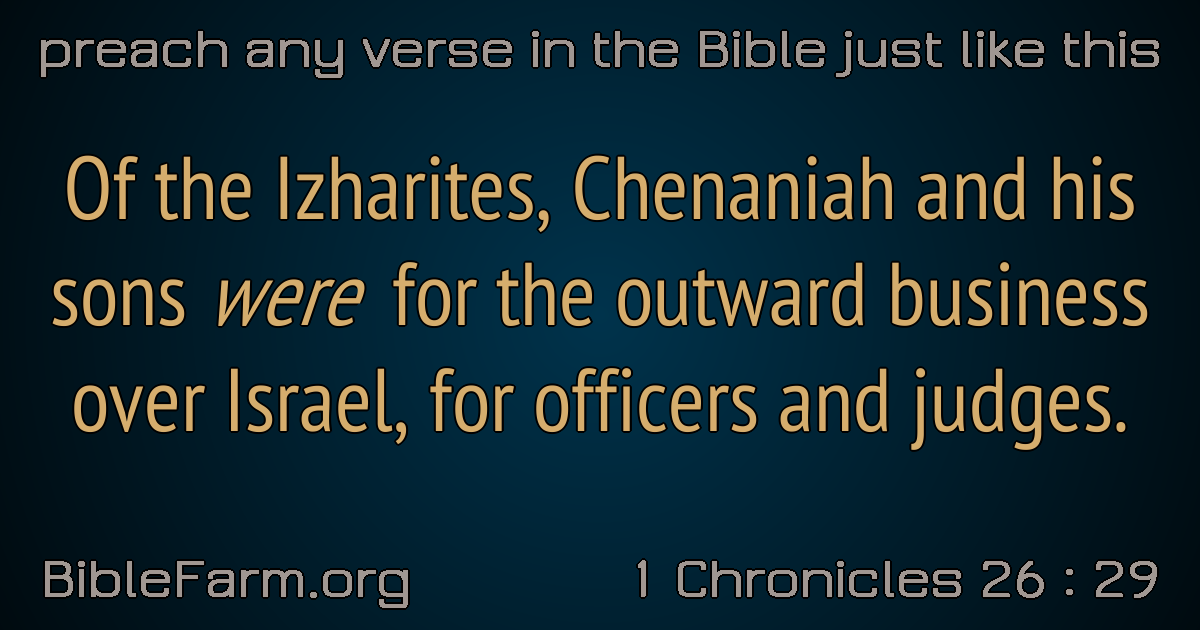 preach any verse in the Bible just like this
Of the Izharites, Chenaniah and his
sons were for the outward business
over Israel, for officers and judges.
BibleFarm.org
1 Chronicles 26 : 29